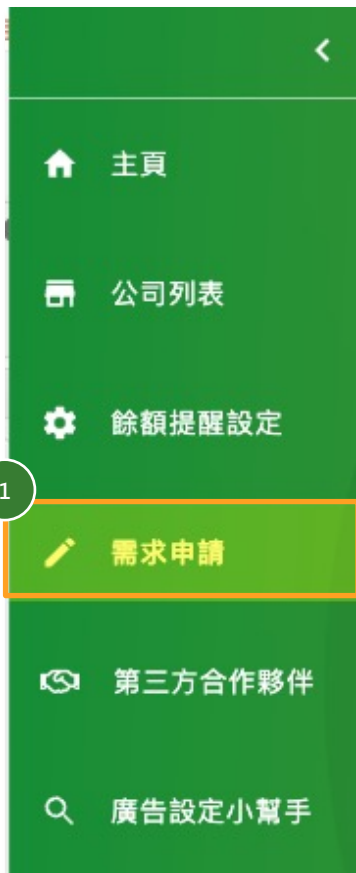 主頁
公司列表
餘額提醒設定
1
需求申請
第三方合作夥伴
廣告設定小幫手